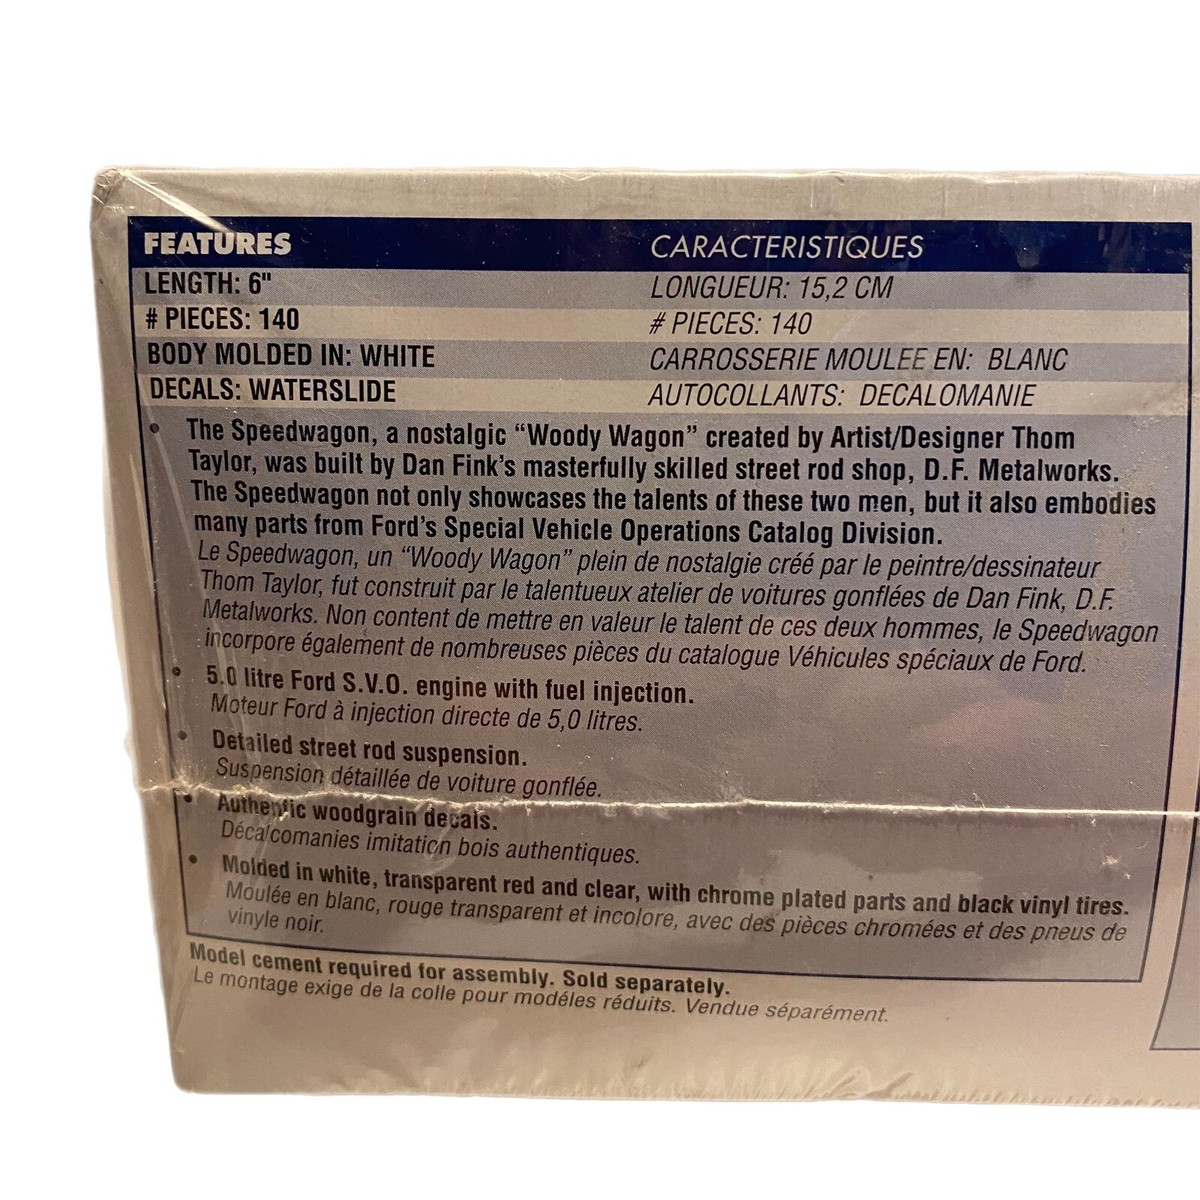 FEATURES CARACTERISTIQUES
LENGTH: 6" LONGUEUR: 15,2 CM
# PIECES: 140 # PIECES: 140
BODY MOLDED IN: WHITE CARROSSERIE MOULEE EN: BLANC
DECALS: WATERSLIDE AUTOCOLLANTS: DECALOMANIE
• The Speedwagon, a nostalgic “Woody Wagon” created by Artist/Designer Thom
Taylor, was built by Dan Fink's masterfully skilled street rod shop, D.F. Metalworks.
The Speedwagon not only showcases the talents of these two men, but it also embodies
many parts from Ford's Special Vehicle Operations Catalog Division.
Le Speedwagon, un “Woody Wagon” plein de nostalgie créé par le peintre/dessinateur
Thom Taylor, fut construit par le talentueux atelier de voitures gonflées de Dan Fink, D.F.
Metalworks. Non content de mettre en valeur le talent de ces deux hommes, le Speedwagon
incorpore également de nombreuses pièces du catalogue Véhicules spéciaux de Ford.
• 5.0 litre Ford S.V.O. engine with fuel injection.
Moteur Ford à injection directe de 5,0 litres.
• Detailed street rod suspension.
Suspension détaillée de voiture gonflée.
• Authentic woodgrain decals.
Décalcomanies imitation bois authentiques.
• Molded in white, transparent red and clear, with chrome plated parts and black vinyl tires.
Moulée en blanc, rouge transparent et incolore, avec des pièces chromées et des pneus de
vinyle noir.
Model cement required for assembly. Sold separately.
Le montage exige de la colle pour modéles réduits. Vendue séparément.